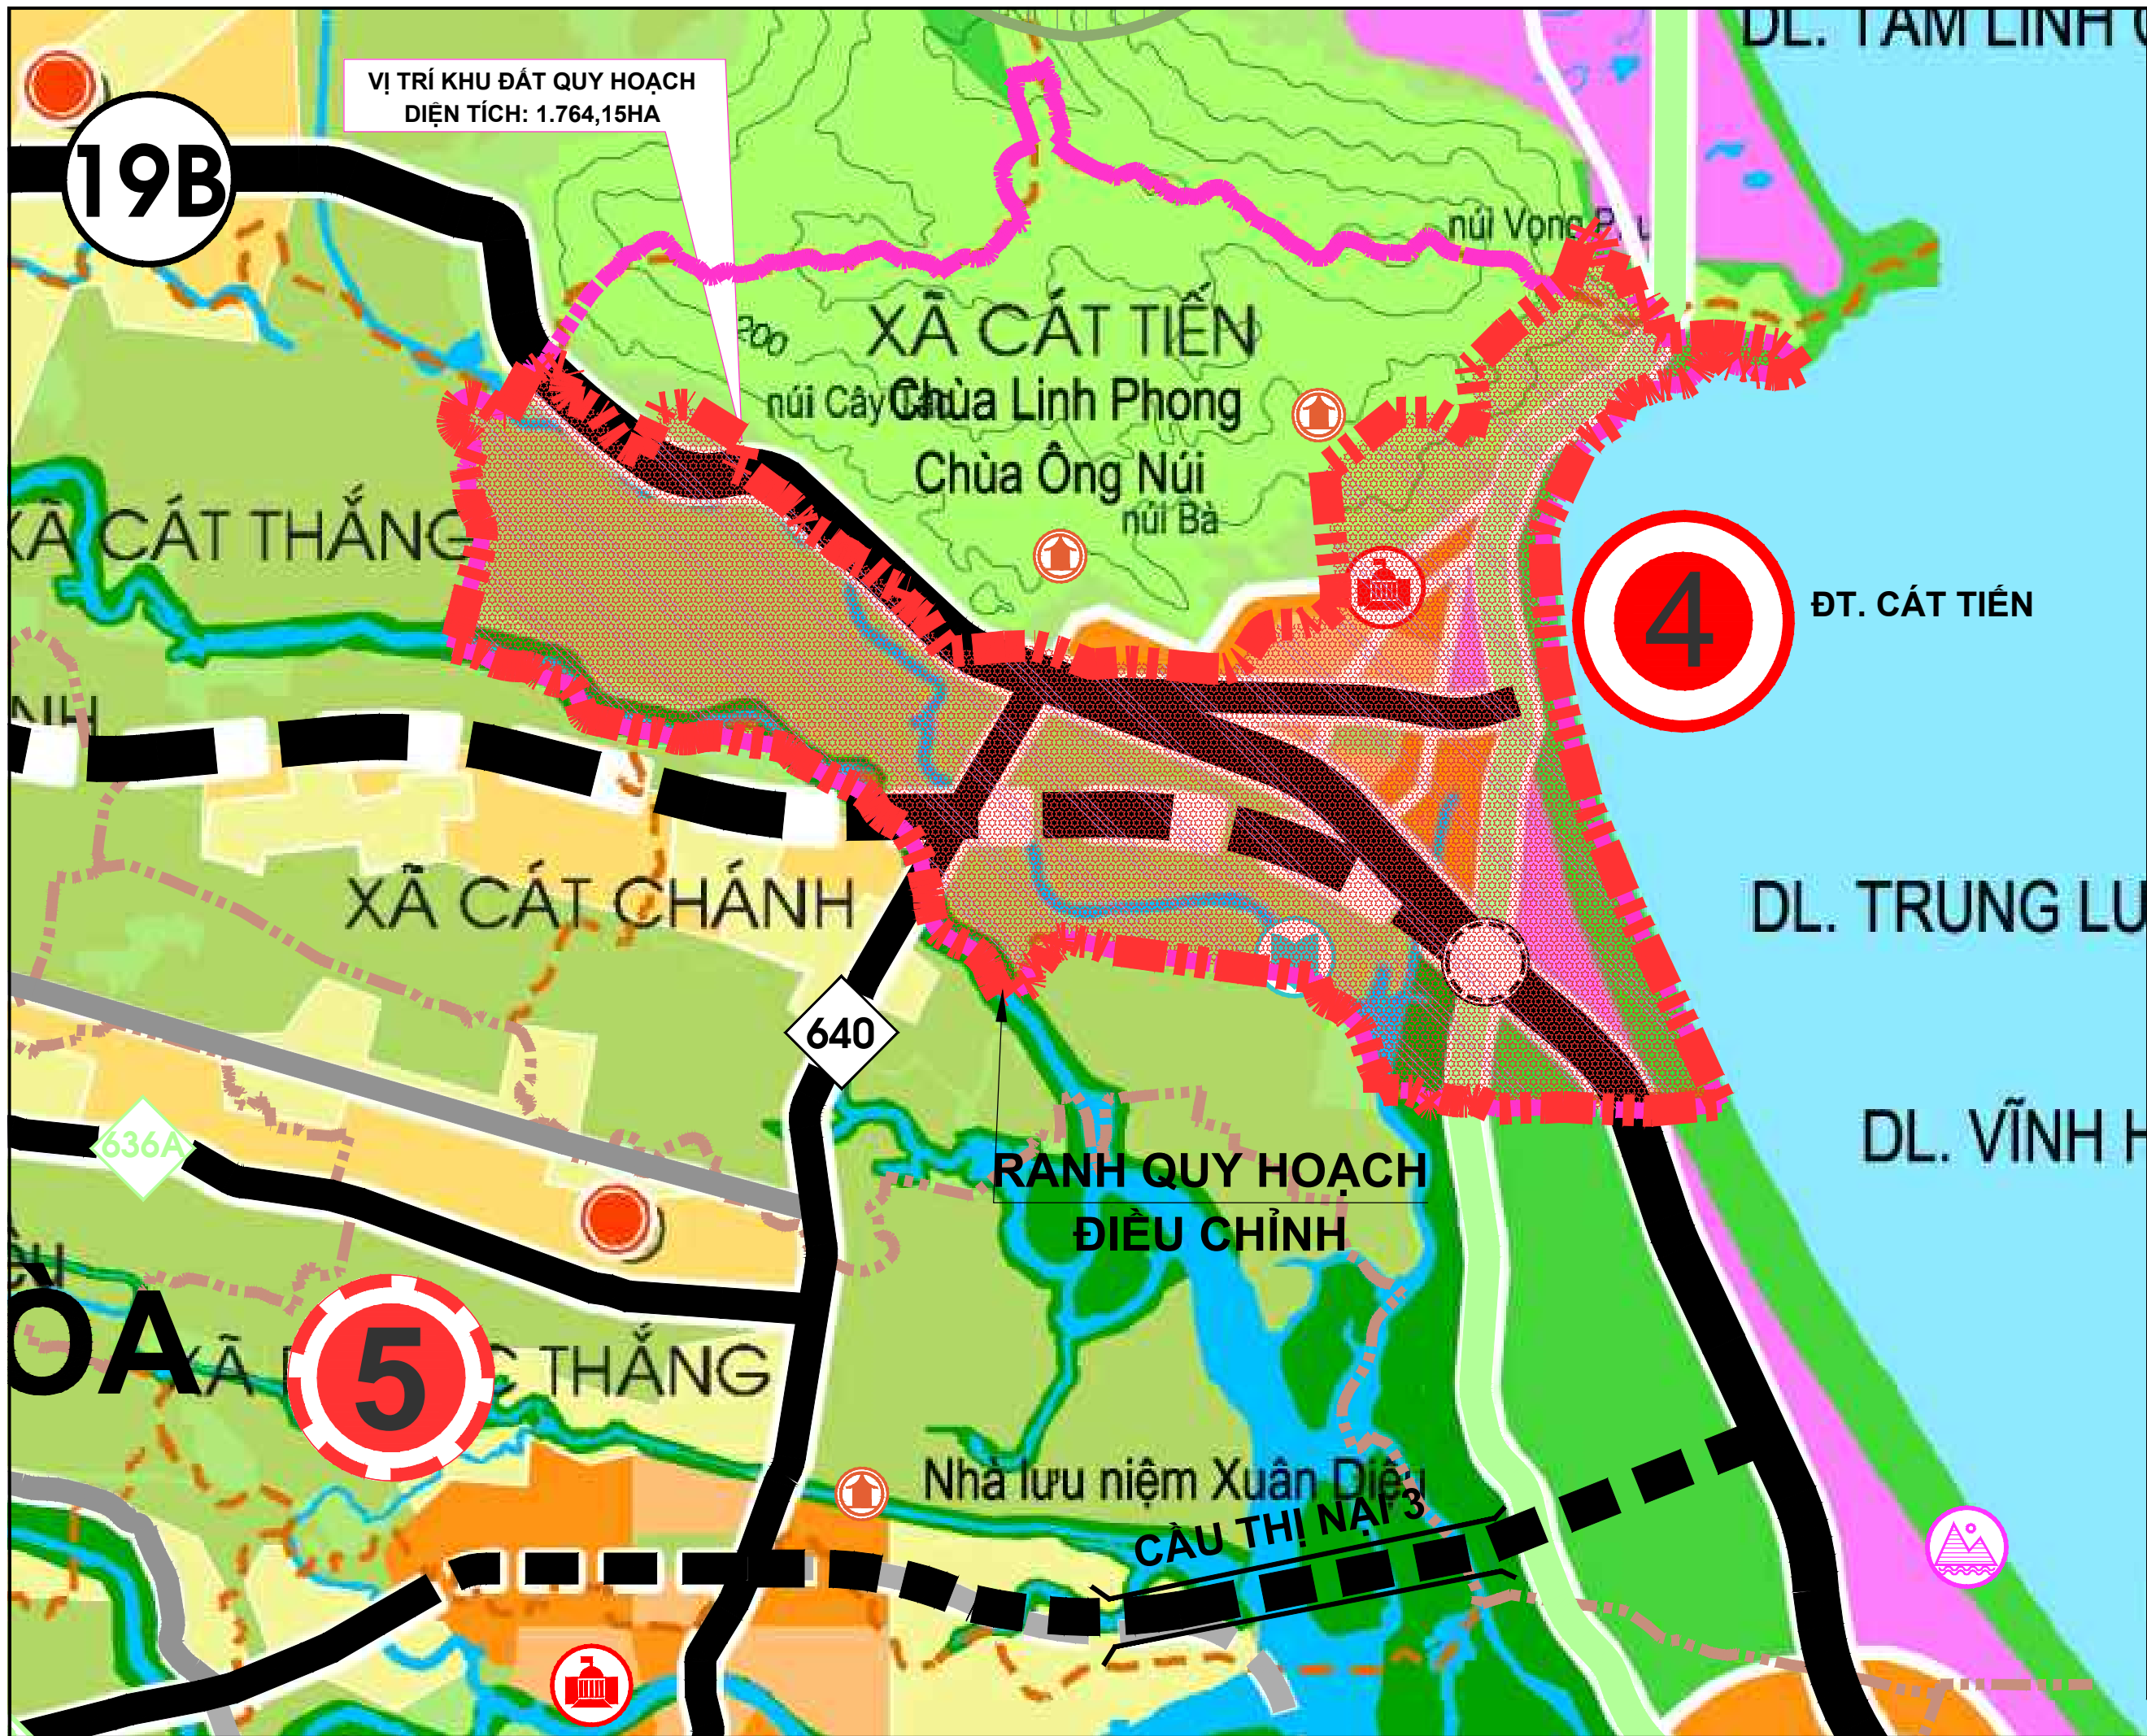 DL. TÂM LINH
VỊ TRÍ KHU ĐẤT QUY HOẠCH
DIỆN TÍCH: 1.764,15HA
19B
núi Vọng Phu
XÃ CÁT TIẾN
200
núi Cây
Chùa Linh Phong
Chùa Ông Núi
núi Bà
XÃ CÁT THẮNG
4
ĐT. CÁT TIẾN
NH
XÃ CÁT CHÁNH
DL. TRUNG LU
640
636A
DL. VĨNH H
RANH QUY HOẠCH
ĐIỀU CHỈNH
ÒA
XÃ
5
C THẮNG
Nhà lưu niệm Xuân Diệu
CẦU THỊ NẠI 3